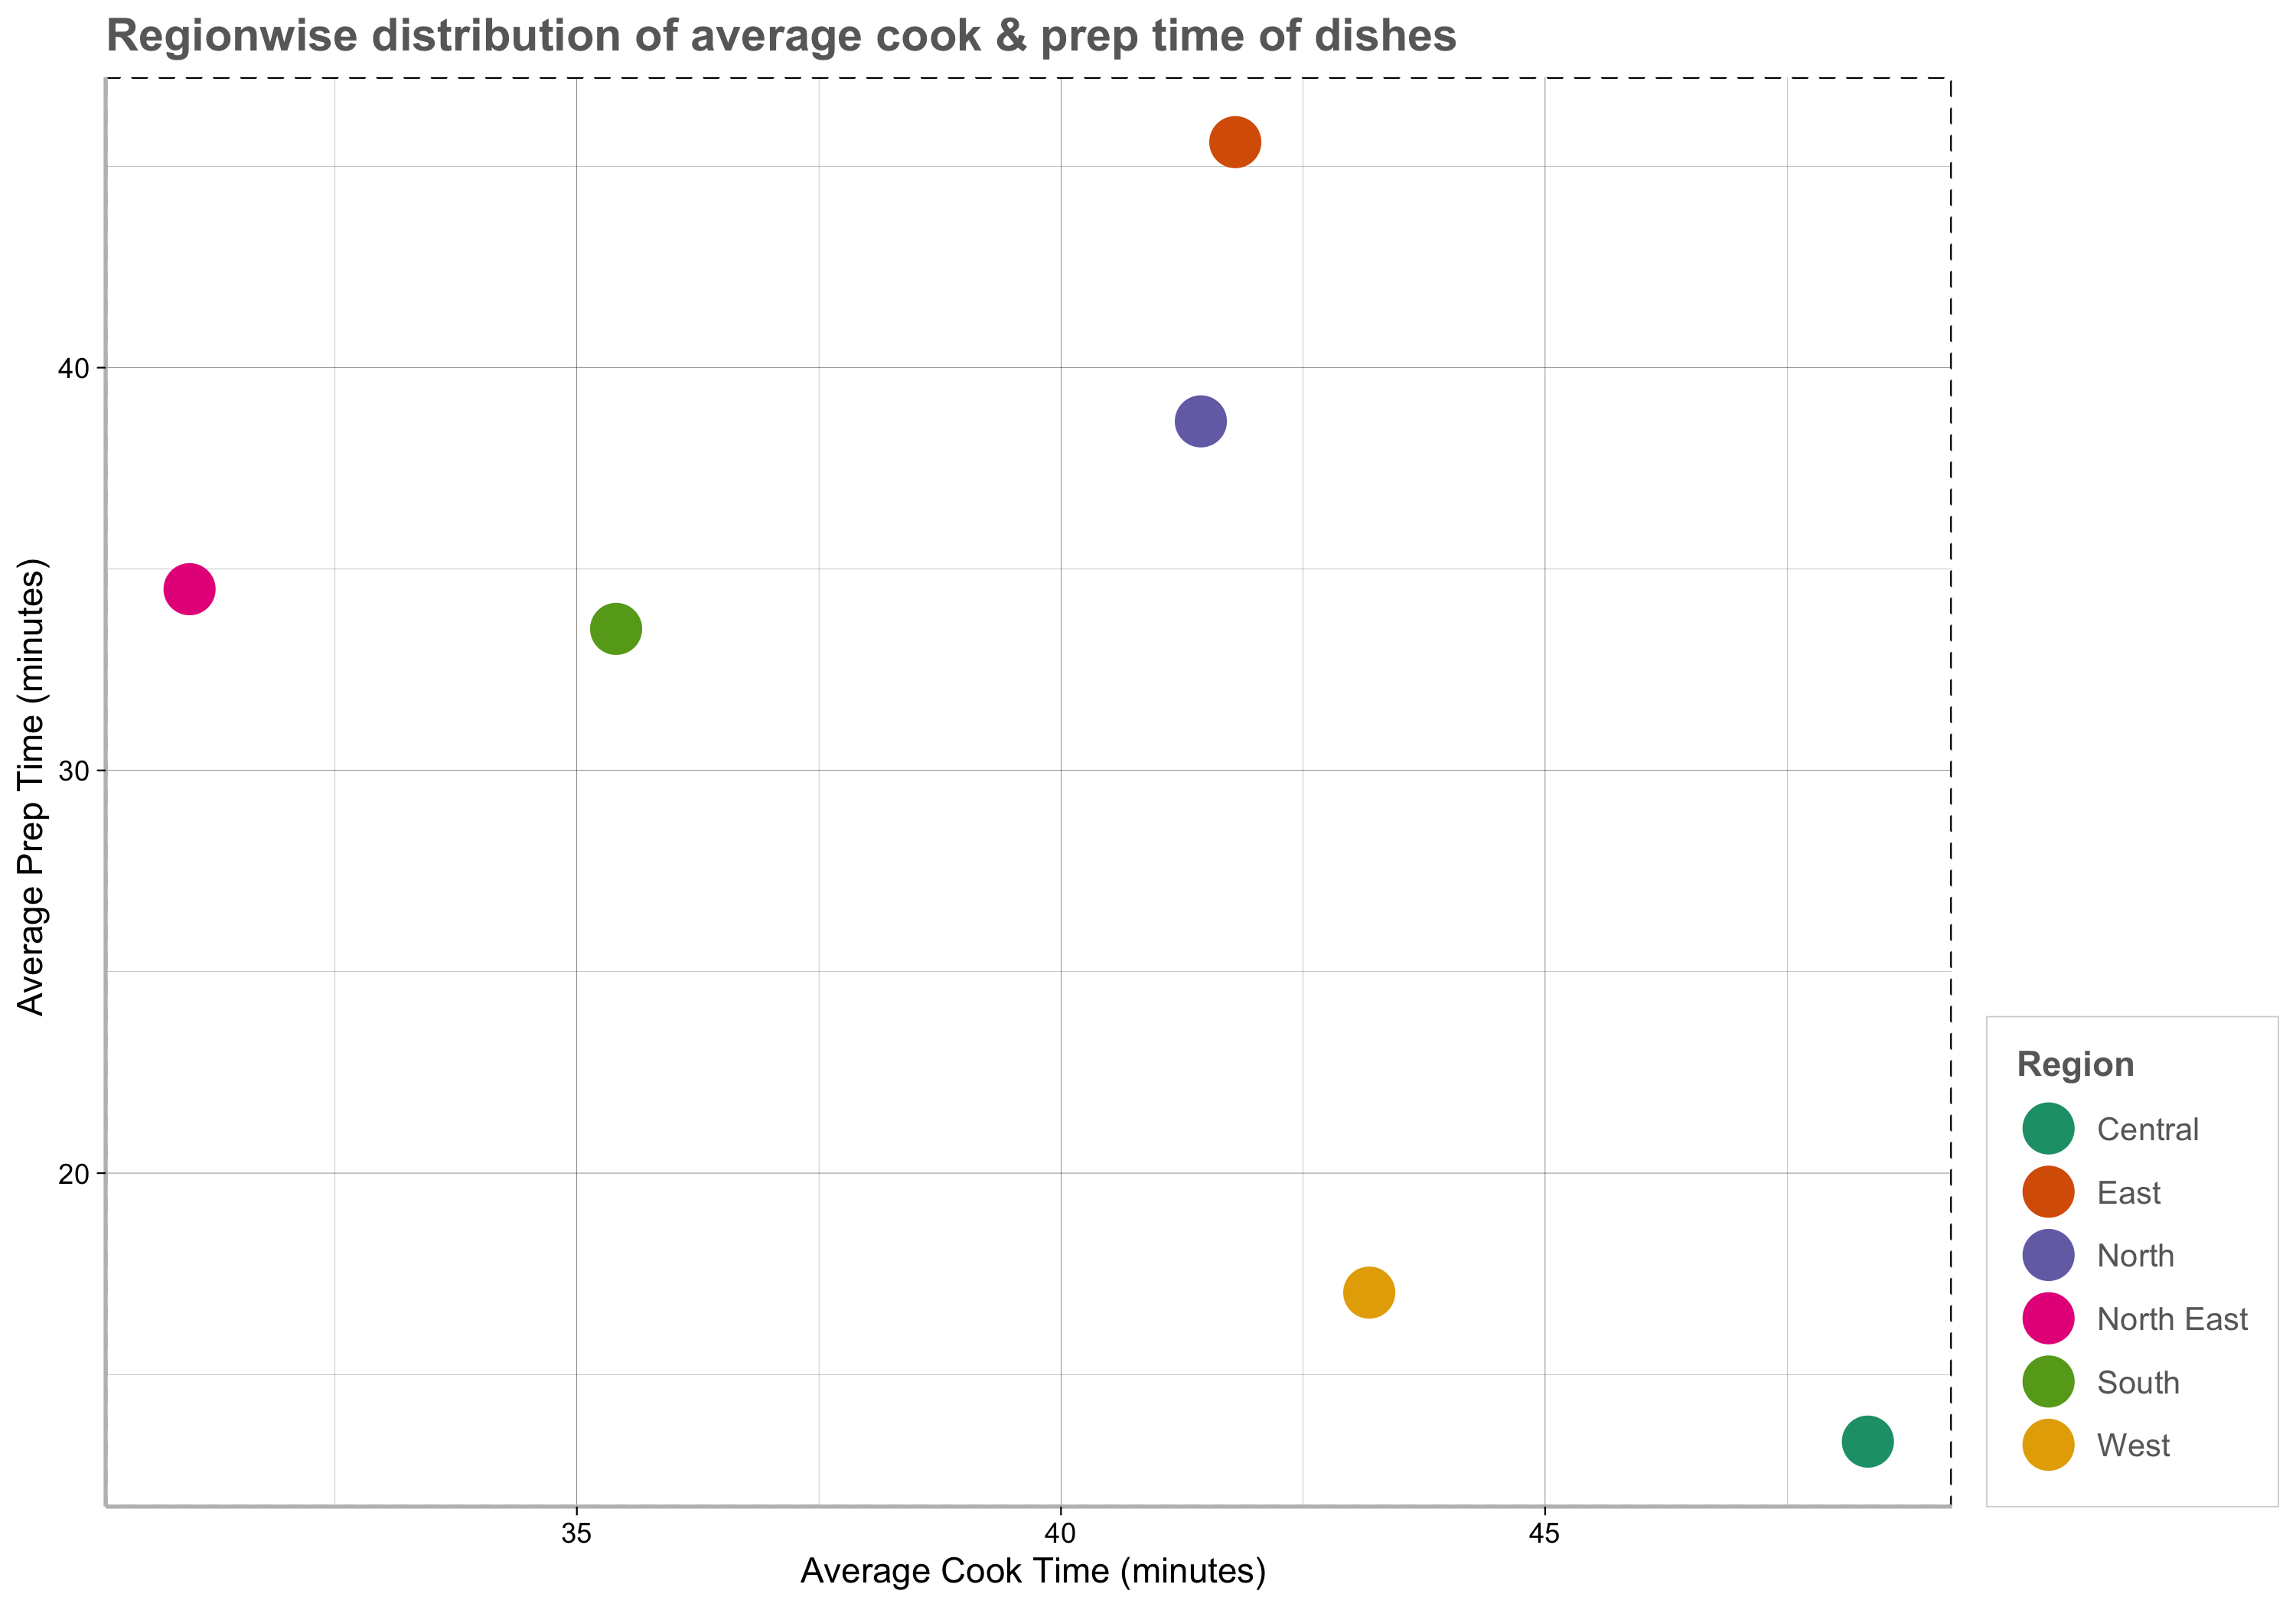 Regionwise distribution of average cook & prep time of dishes
Average Prep Time (minutes)
40
30
20
35
40
45
Average Cook Time (minutes)
Region
Central
East
North
North East
South
West